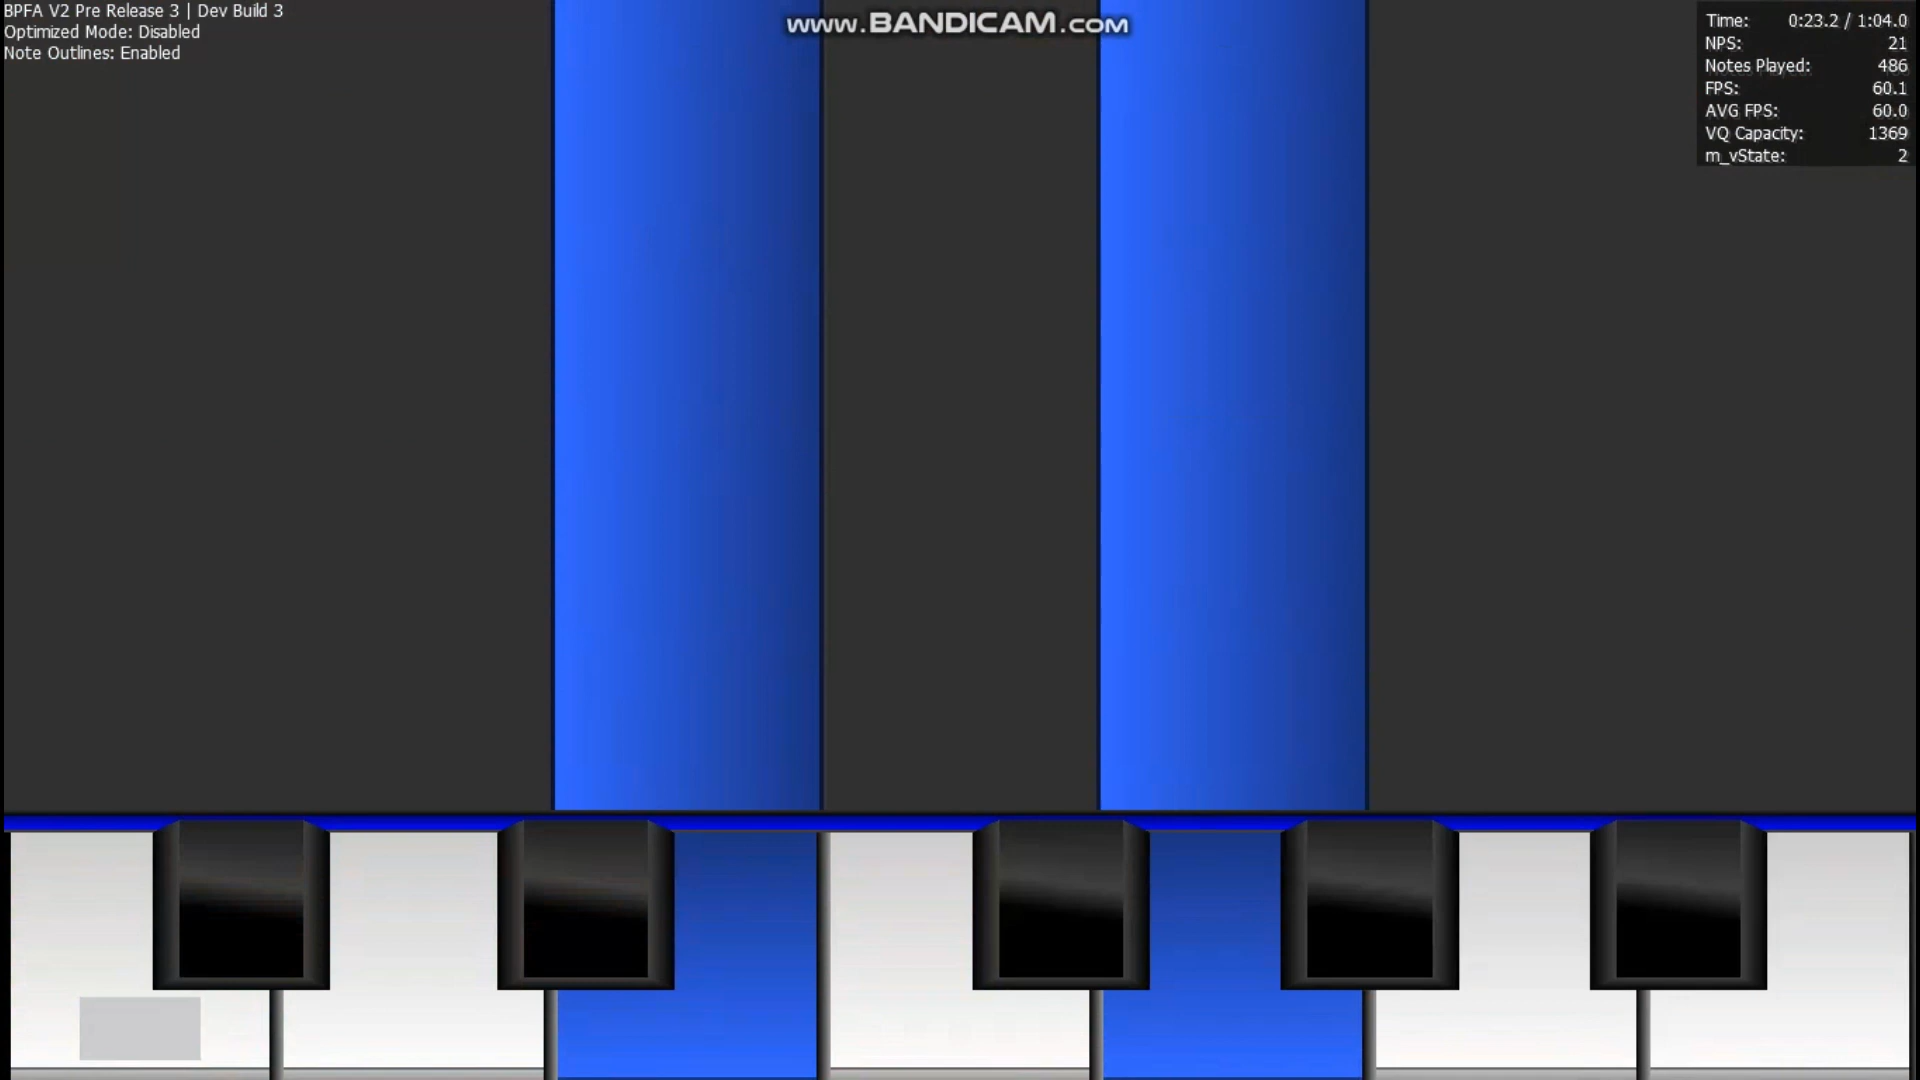 BPFA V2 Pre Release 3 | Dev Build 3
Optimized Mode: Disabled
Note Outlines: Enabled
www.BANDICAM.com
Time: 0:23.2 / 1:04.0
NPS: 21
Notes Played: 486
FPS: 60.1
AVG FPS: 60.0
VQ Capacity: 1369
m_vState: 2